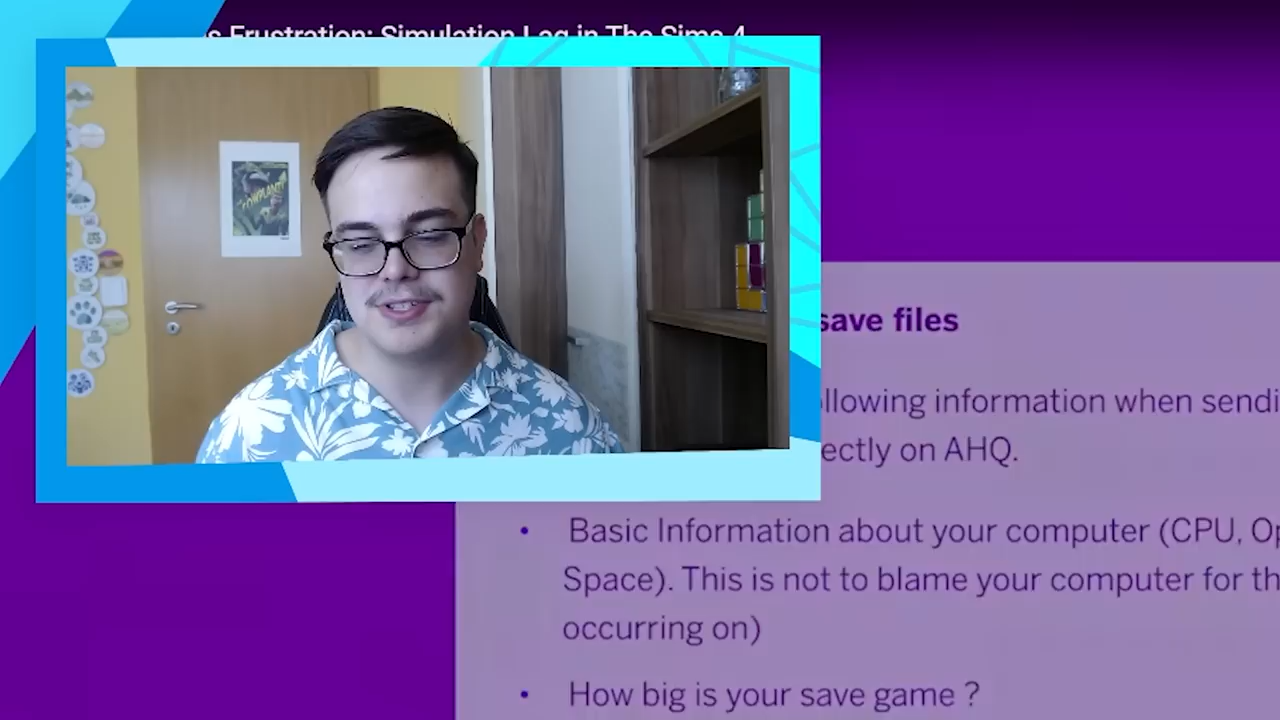 s Frustration: Simulation Lag in The Sims 4
COWPLANT
save files
llowing information when sendi
ectly on AHQ.
• Basic Information about your computer (CPU, Op
Space). This is not to blame your computer for th
occurring on)
• How big is your save game ?